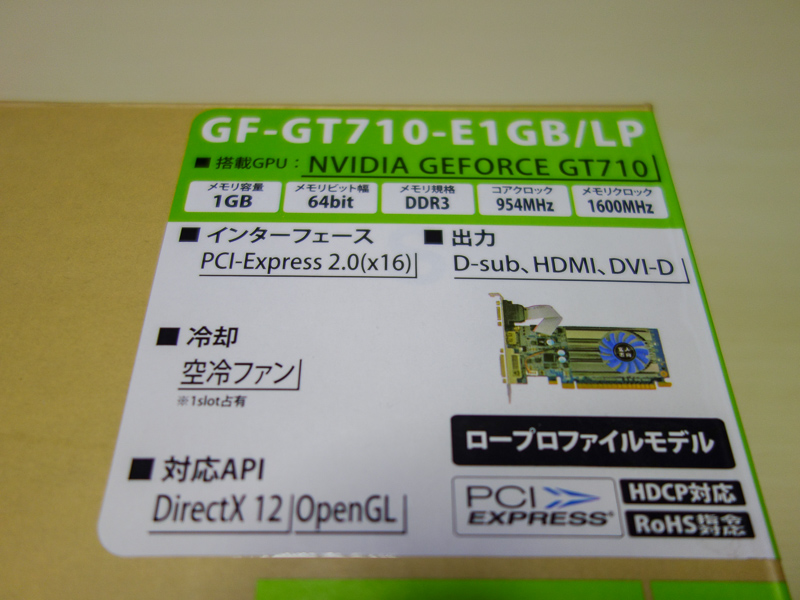 GF-GT710-E1GB/LP
■ 搭載GPU：NVIDIA GEFORCE GT710
メモリ容量 メモリビット幅 メモリ規格 コアクロック メモリクロック
1GB 64bit DDR3 954MHz 1600MHz
■ インターフェース ■ 出力
PCI-Express 2.0(x16) D-sub、HDMI、DVI-D
■ 冷却
空冷ファン
※1slot占有
ロープロファイルモデル
■ 対応API
DirectX 12 OpenGL
PCI EXPRESS®
HDCP対応
RoHS指令対応